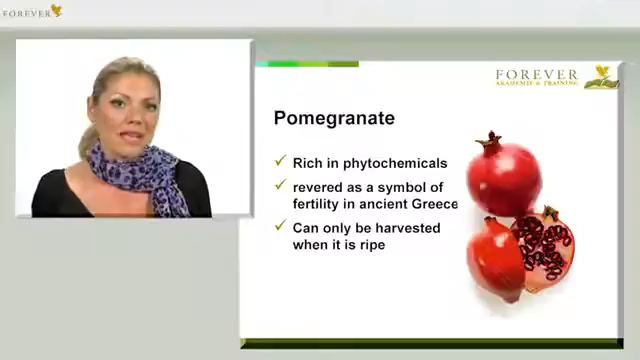 FOREVER
FOREVER
AKADEMIE & TRAINING
Pomegranate
Rich in phytochemicals
revered as a symbol of
fertility in ancient Greece
Can only be harvested
when it is ripe